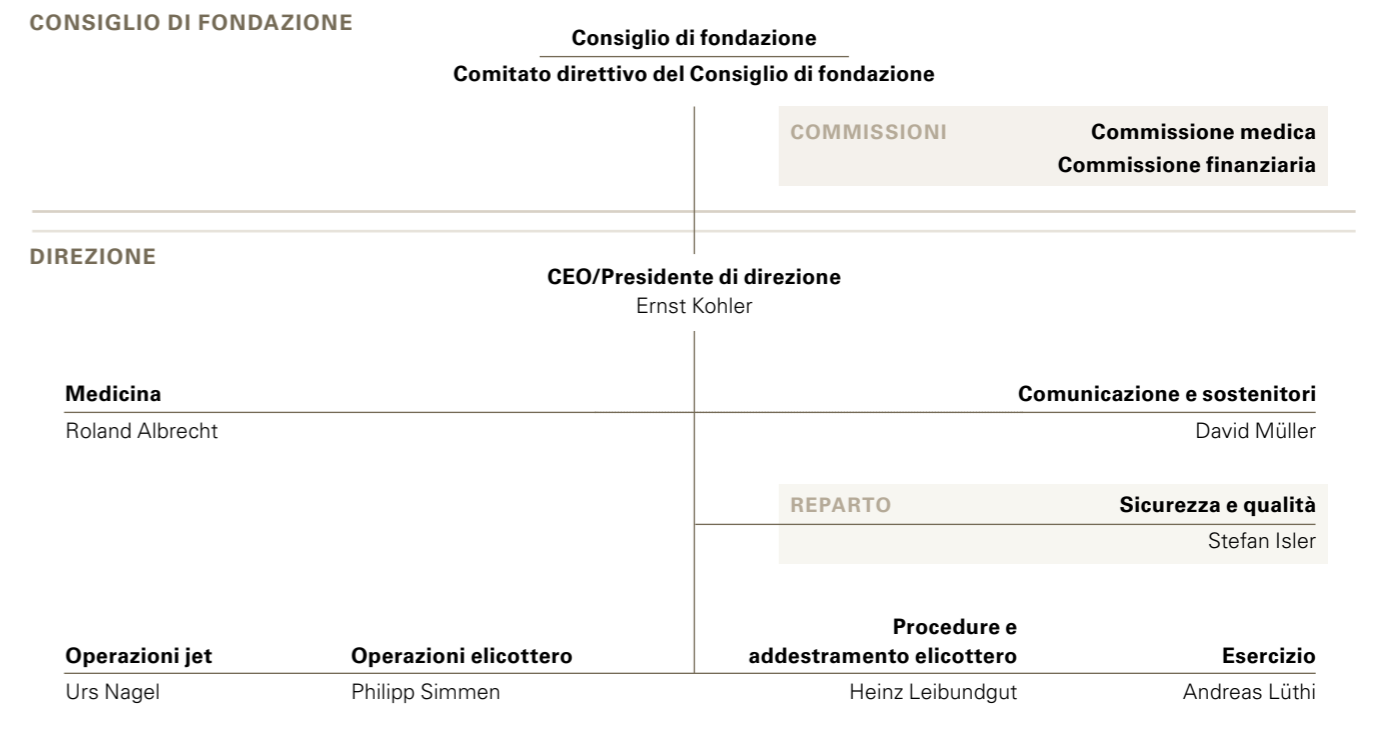 CONSIGLIO DI FONDAZIONE
Consiglio di fondazione
Comitato direttivo del Consiglio di fondazione
COMMISSIONI
Commissione medica
Commissione finanziaria
DIREZIONE
CEO/Presidente di direzione
Ernst Kohler
Medicina
Roland Albrecht
Comunicazione e sostenitori
David Müller
REPARTO
Sicurezza e qualità
Stefan Isler
Operazioni jet
Urs Nagel
Operazioni elicottero
Philipp Simmen
Procedure e
addestramento elicottero
Heinz Leibundgut
Esercizio
Andreas Lüthi